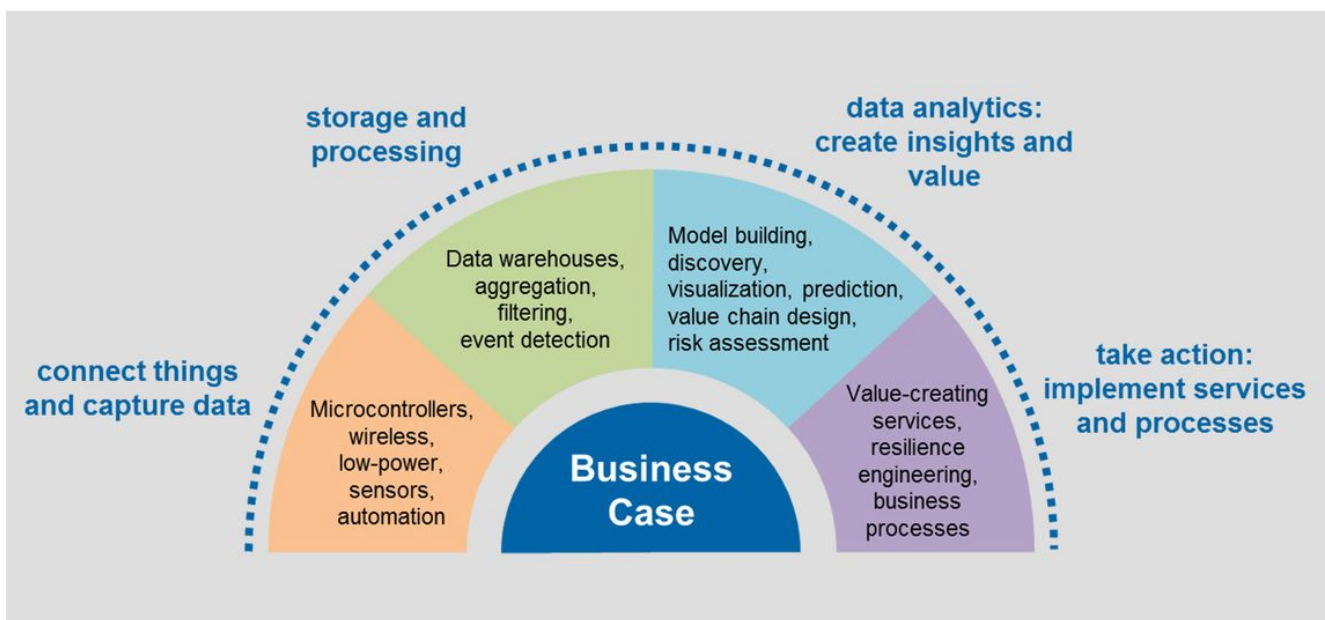 storage and
processing
data analytics:
create insights and
value
connect things
and capture data
take action:
implement services
and processes
Data warehouses,
aggregation,
filtering,
event detection
Model building,
discovery,
visualization, prediction,
value chain design,
risk assessment
Microcontrollers,
wireless,
low-power,
sensors,
automation
Value-creating
services,
resilience
engineering,
business
processes
Business
Case